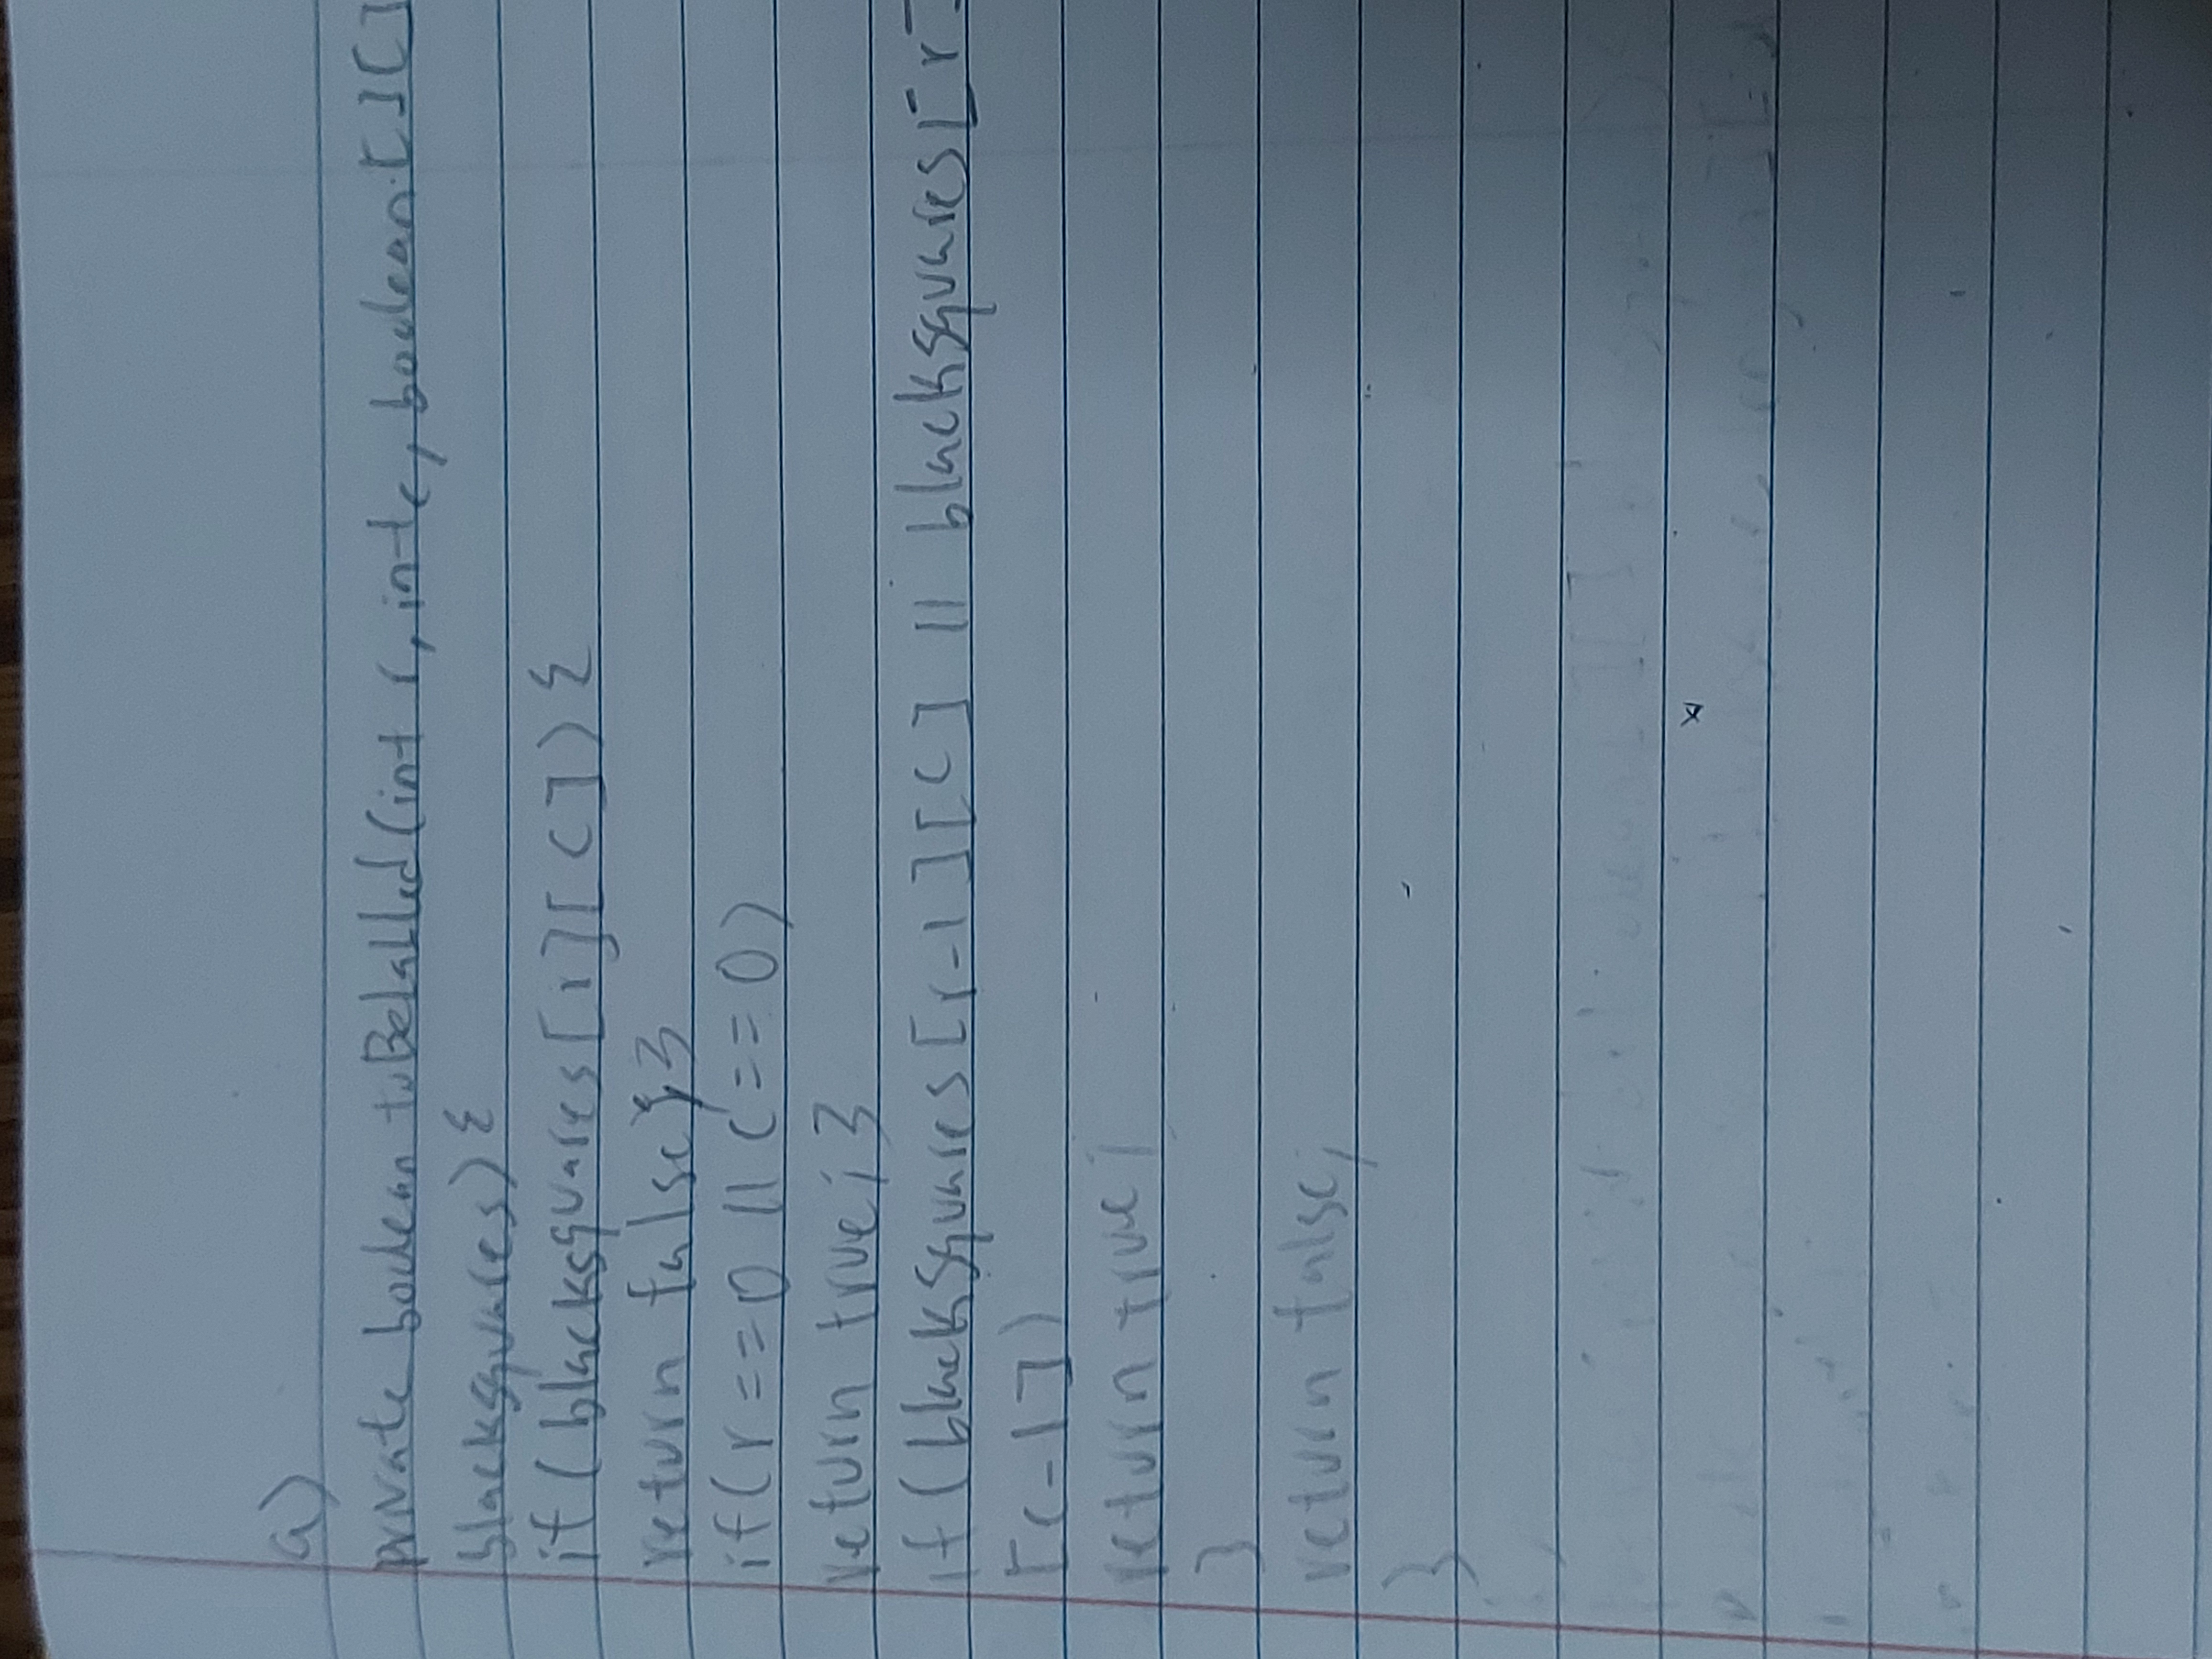 a)
private boolean toBelablled (int r, int c, boolean [][]
blacksquares) {
if (blacksquares [r][c]) {
return false;}
if(r==0 || c==0)
return true;}
if (blackSquares [r-1][c] || blacksquares[r]
[c-1])
return true;
}
return false;
}